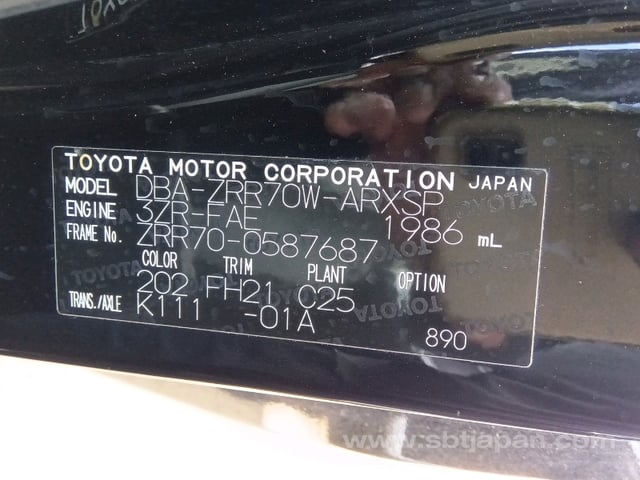 TOYOTA MOTOR CORPORATION JAPAN
MODEL DBA-ZRR70W-ARXSP
ENGINE 3ZR-FAE 1986 mL
FRAME No. ZRR70-0587687
COLOR TRIM PLANT OPTION
202 FH21 C25
TRANS./AXLE K111 -01A
890
www.sbtjapan.com